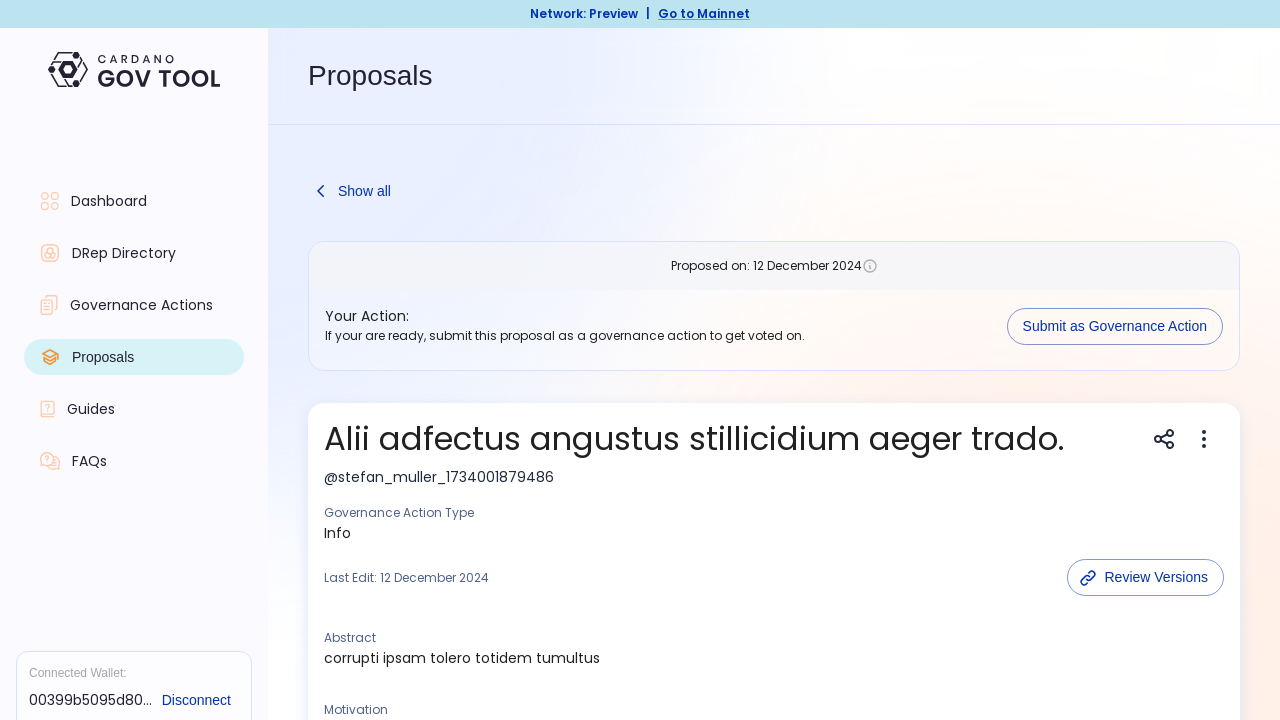 Network: Preview | Go to Mainnet
CARDANO
GOV TOOL
Proposals
Dashboard
DRep Directory
Governance Actions
Proposals
Guides
FAQs
Connected Wallet:
00399b5095d80... Disconnect
Show all
Proposed on: 12 December 2024
Your Action:
If your are ready, submit this proposal as a governance action to get voted on.
Submit as Governance Action
Alii adfectus angustus stillicidium aeger trado.
@stefan_muller_1734001879486
Governance Action Type
Info
Last Edit: 12 December 2024
Review Versions
Abstract
corrupti ipsam tolero totidem tumultus
Motivation